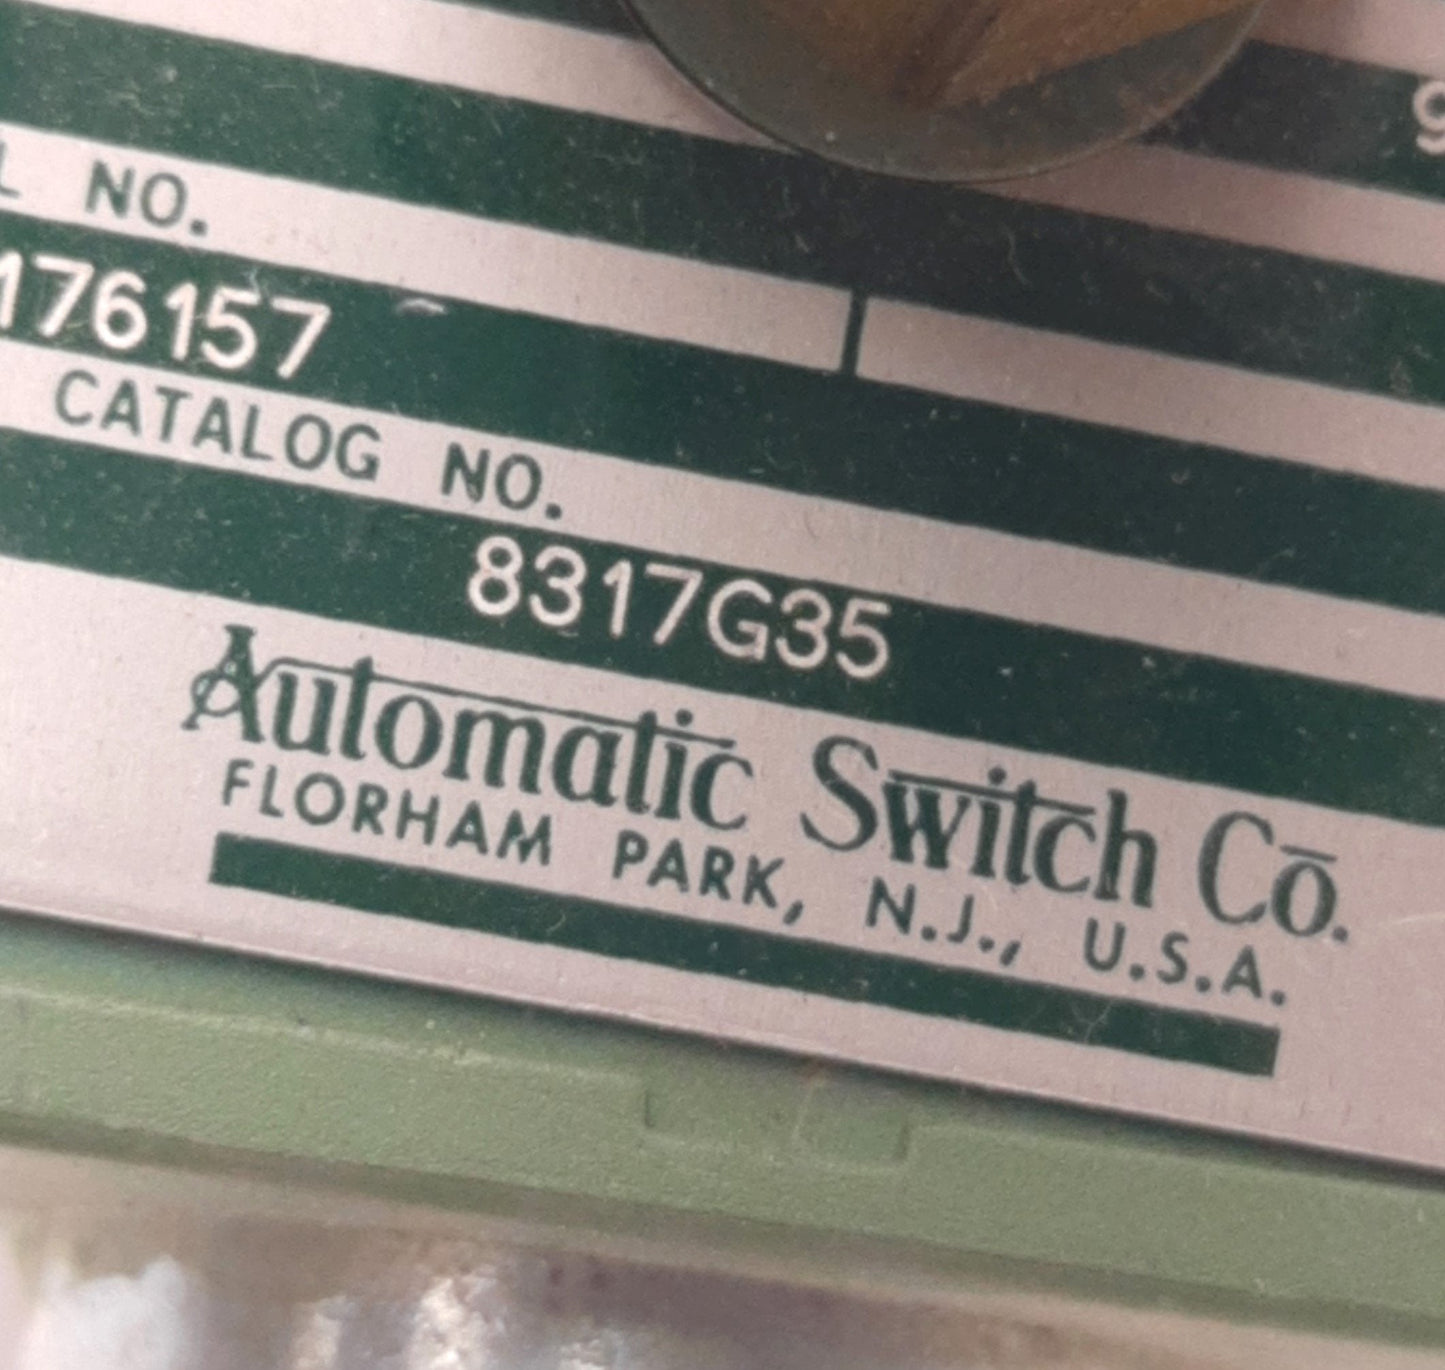 L NO.
176157
CATALOG NO.
8317G35
Automatic Switch Co.
FLORHAM PARK, N.J., U.S.A.